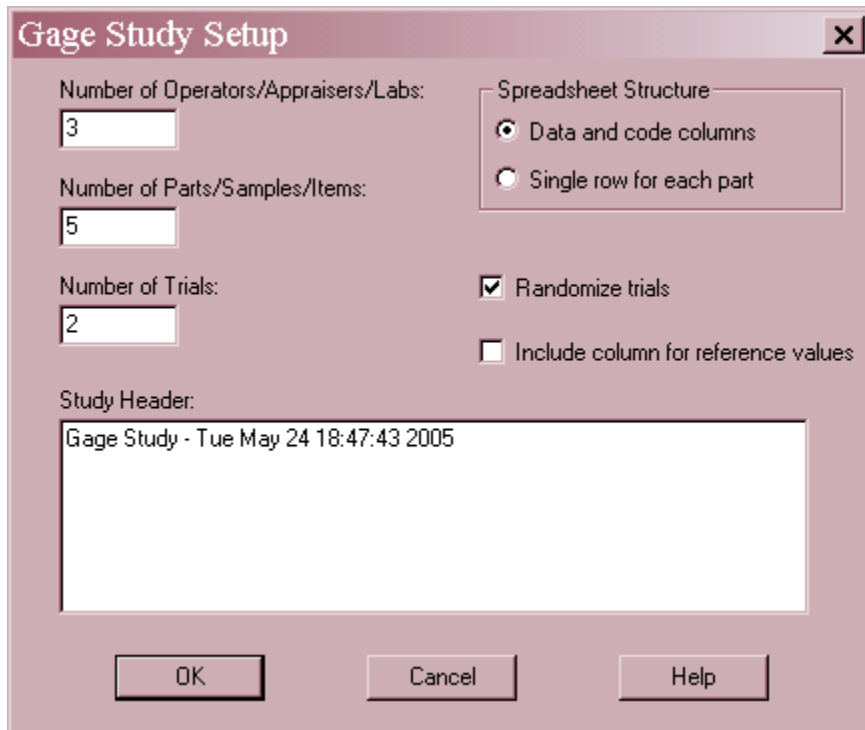 Gage Study Setup
Number of Operators/Appraisers/Labs:
3
Number of Parts/Samples/Items:
5
Number of Trials:
2
Spreadsheet Structure
Data and code columns
Single row for each part
Randomize trials
Include column for reference values
Study Header:
Gage Study - Tue May 24 18:47:43 2005
OK
Cancel
Help